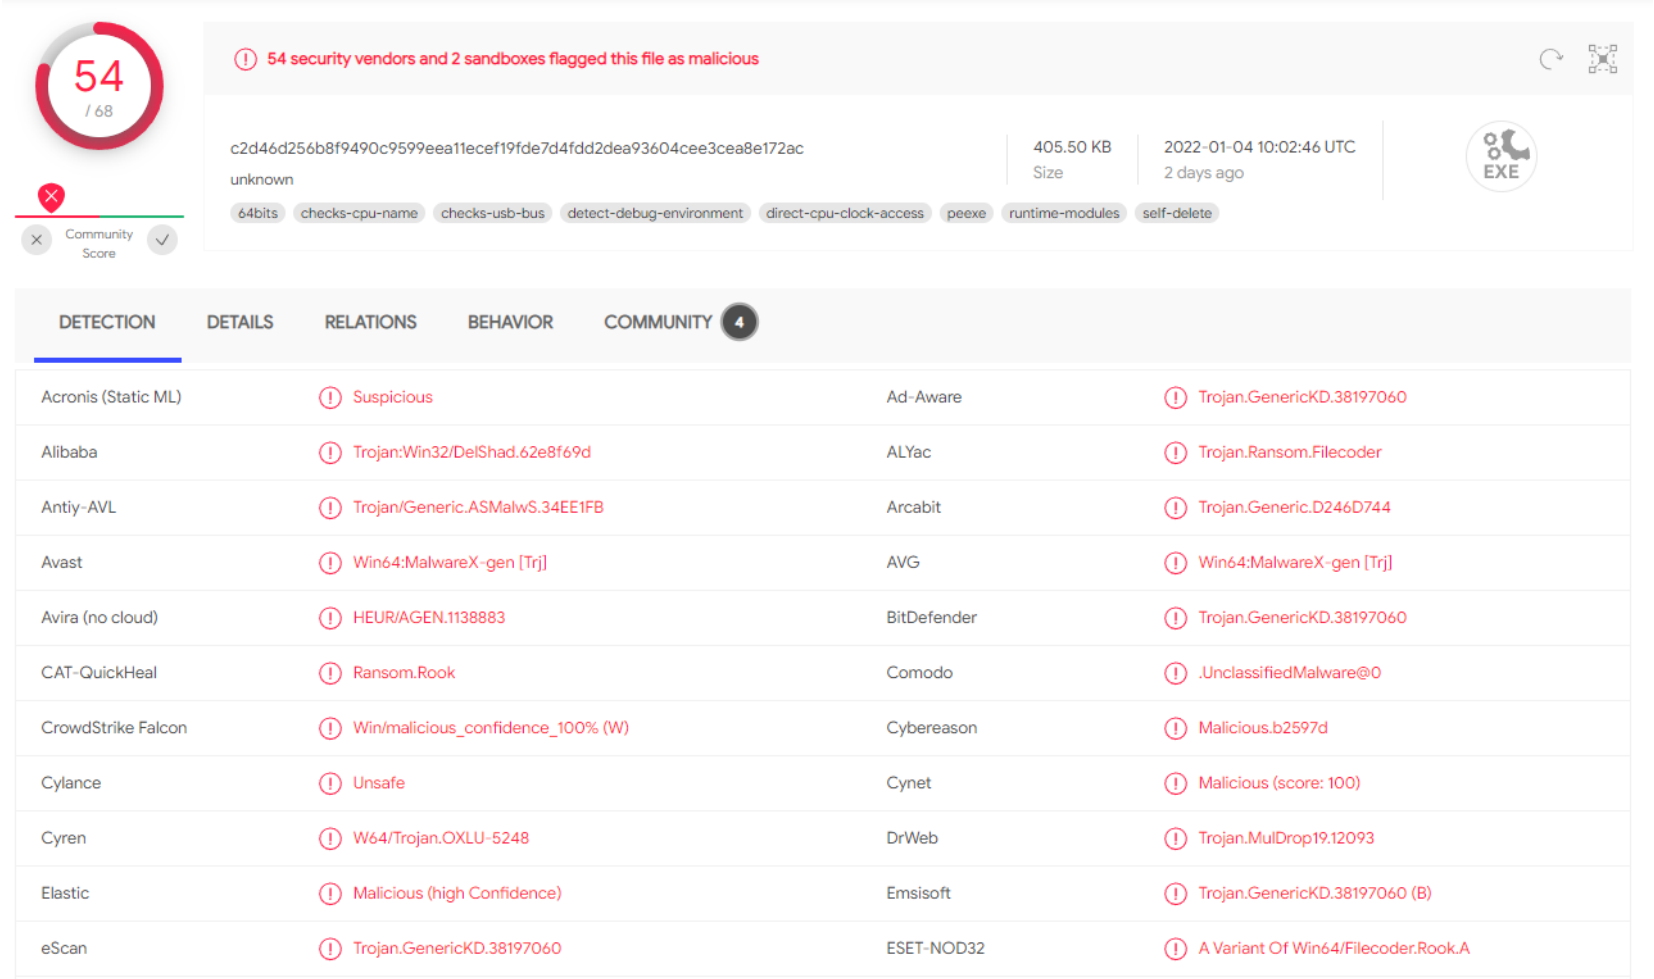 54
/ 68
54 security vendors and 2 sandboxes flagged this file as malicious
c2d46d256b8f9490c9599eea11ecef19fde7d4fdd2dea93604cee3cea8e172ac
unknown
405.50 KB
Size
2022-01-04 10:02:46 UTC
2 days ago
EXE
64bits checks-cpu-name checks-usb-bus detect-debug-environment direct-cpu-clock-access peexe runtime-modules self-delete
Community
Score
DETECTION DETAILS RELATIONS BEHAVIOR COMMUNITY 4
Acronis (Static ML) Suspicious Ad-Aware Trojan.GenericKD.38197060
Alibaba Trojan:Win32/DelShad.62e8f69d ALYac Trojan.Ransom.Filecoder
Antiy-AVL Trojan/Generic.ASMalwS.34EE1FB Arcabit Trojan.Generic.D246D744
Avast Win64:MalwareX-gen [Trj] AVG Win64:MalwareX-gen [Trj]
Avira (no cloud) HEUR/AGEN.1138883 BitDefender Trojan.GenericKD.38197060
CAT-QuickHeal Ransom.Rook Comodo .UnclassifiedMalware@0
CrowdStrike Falcon Win/malicious_confidence_100% (W) Cybereason Malicious.b2597d
Cylance Unsafe Cynet Malicious (score: 100)
Cyren W64/Trojan.OXLU-5248 DrWeb Trojan.MulDrop19.12093
Elastic Malicious (high Confidence) Emsisoft Trojan.GenericKD.38197060 (B)
eScan Trojan.GenericKD.38197060 ESET-NOD32 A Variant Of Win64/Filecoder.Rook.A